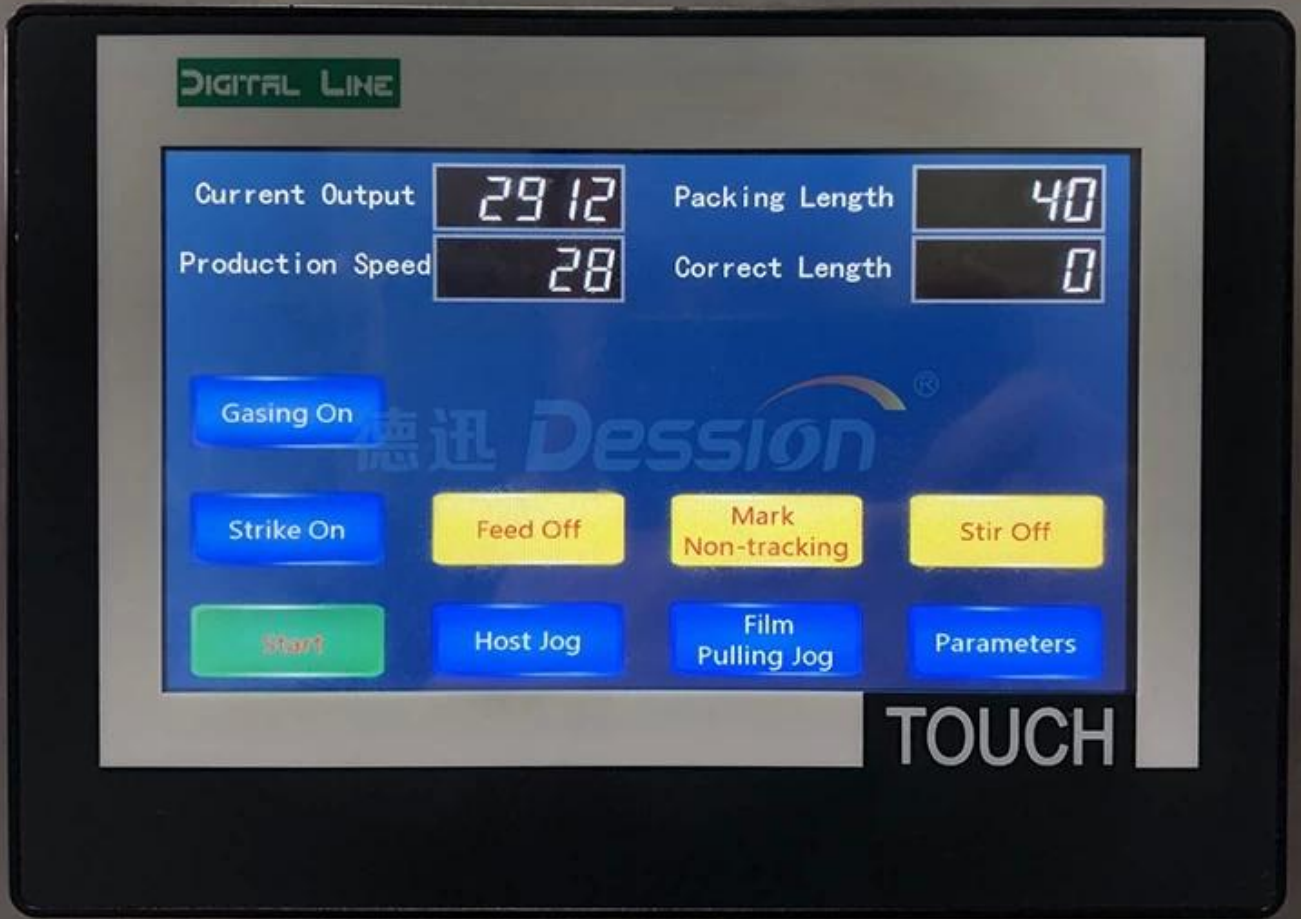 DIGITAL LINE
Current Output 2912 Packing Length 40
Production Speed 28 Correct Length 0
Gasing On
德迅 Dession®
Strike On Feed Off Mark Non-tracking Stir Off
Start Host Jog Film Pulling Jog Parameters
TOUCH